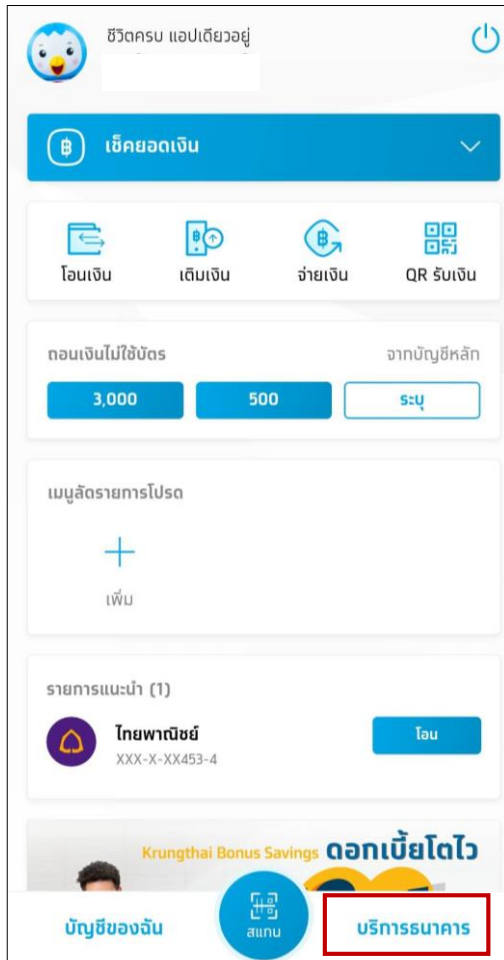 ชีวิตครบ แอปเดียวอยู่
เช็คยอดเงิน
โอนเงิน เติมเงิน จ่ายเงิน QR รับเงิน
ถอนเงินไม่ใช้บัตร จากบัญชีหลัก
3,000 500 ระบุ
เมนูลัดรายการโปรด
เพิ่ม
รายการแนะนำ (1)
ไทยพาณิชย์ โอน
XXX-X-XX453-4
Krungthai Bonus Savings ดอกเบี้ยโตไว
บัญชีของฉัน สแกน บริการธนาคาร